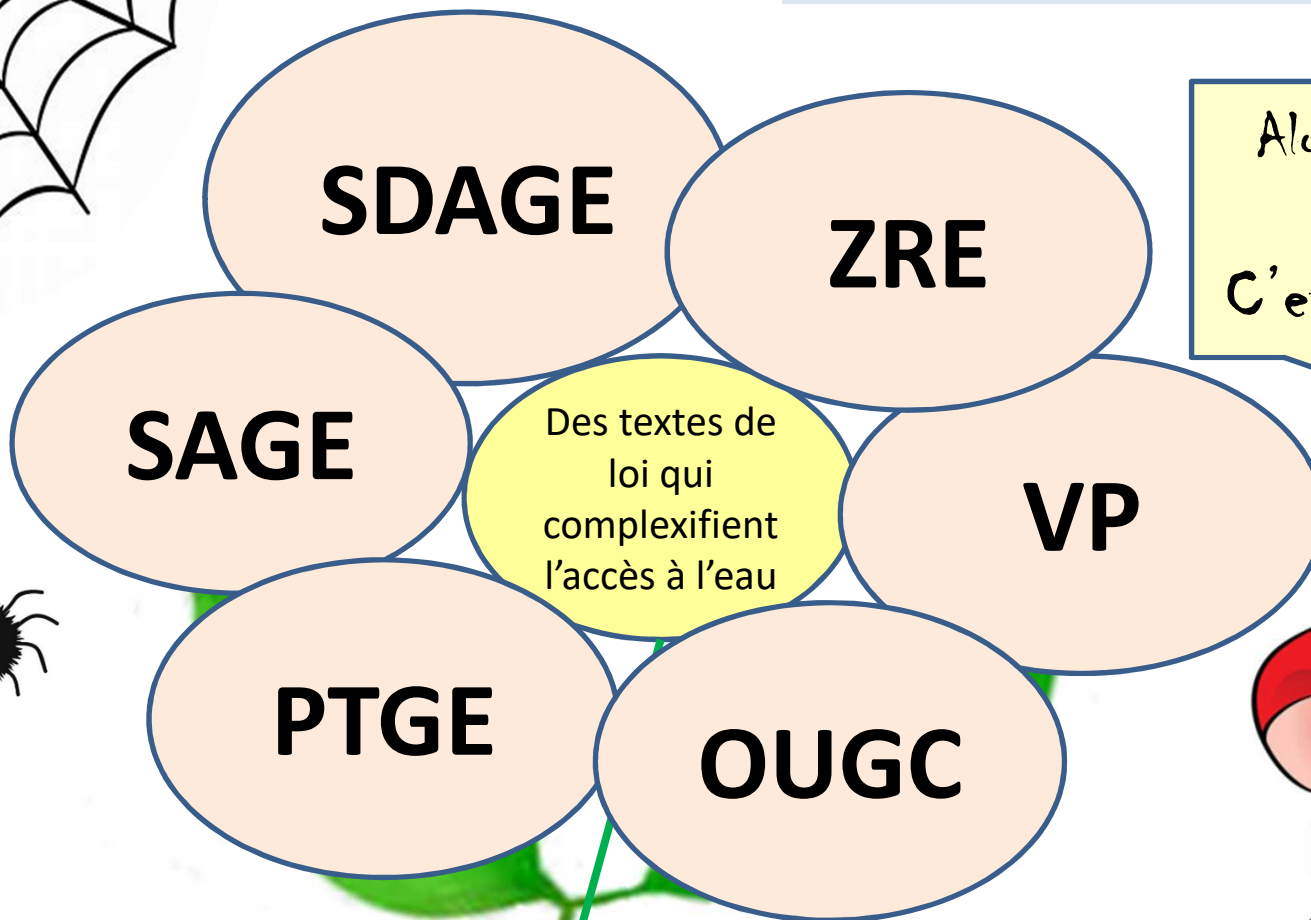 SDAGE
ZRE
C'e
SAGE
Des textes de
loi qui
complexifient
l'accès à l'eau
VP
PTGE
OUGC